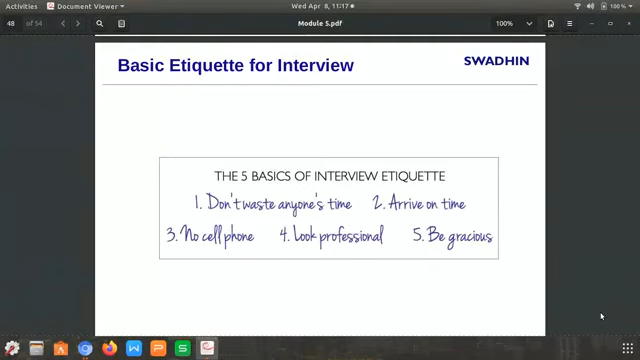 Activities Document Viewer Wed Apr 8, 11:17 100 %
48 of 54 Module 5.pdf 100%
Basic Etiquette for Interview SWADHIN
THE 5 BASICS OF INTERVIEW ETIQUETTE
1. Don't waste anyone's time 2. Arrive on time
3. No cell phone 4. Look professional 5. Be gracious